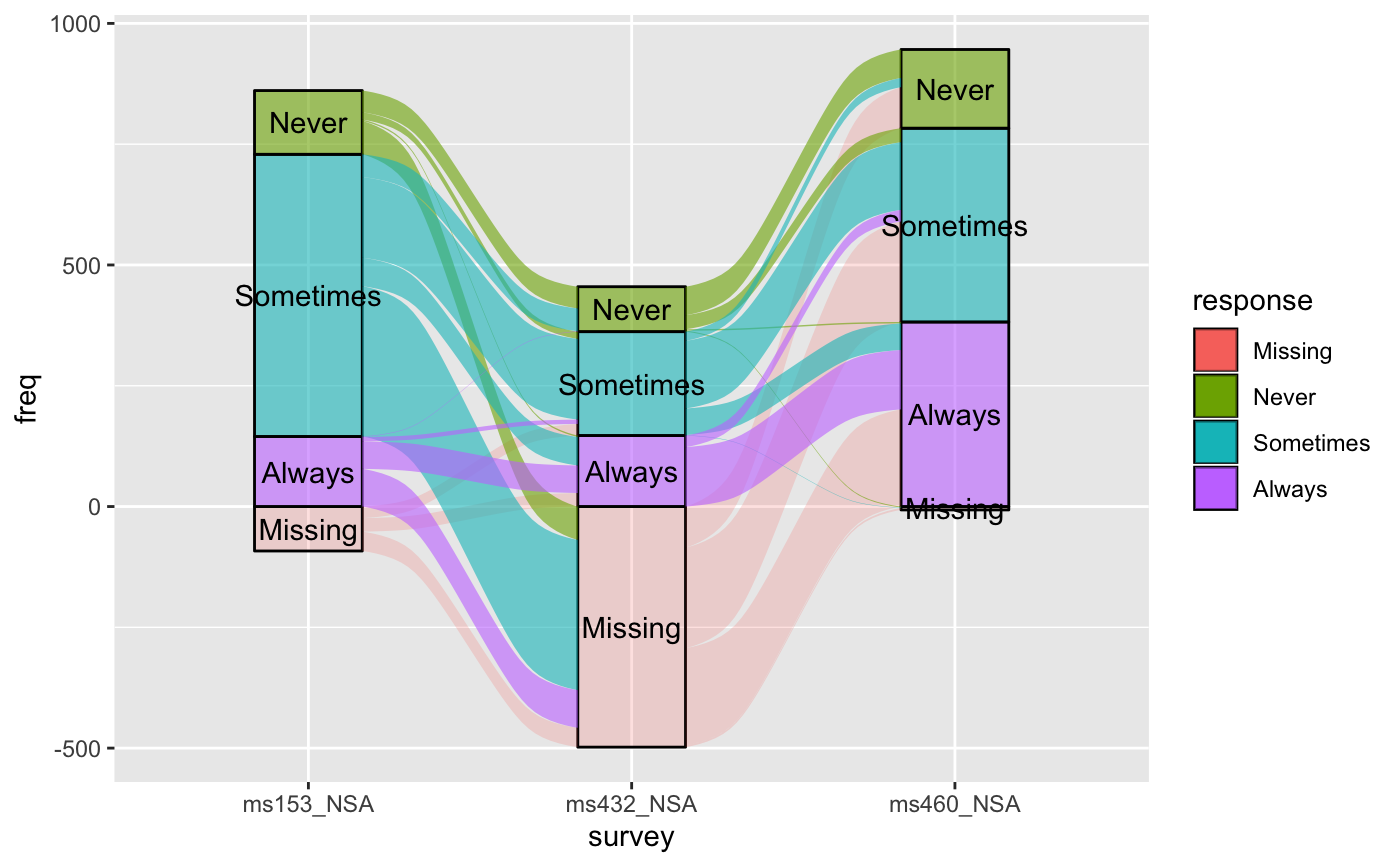 1000
500
0
-500
freq
Never
Sometimes
Always
Missing
Never
Sometimes
Always
Missing
Never
Sometimes
Always
Missing
ms153_NSA
ms432_NSA
ms460_NSA
survey
response
Missing
Never
Sometimes
Always